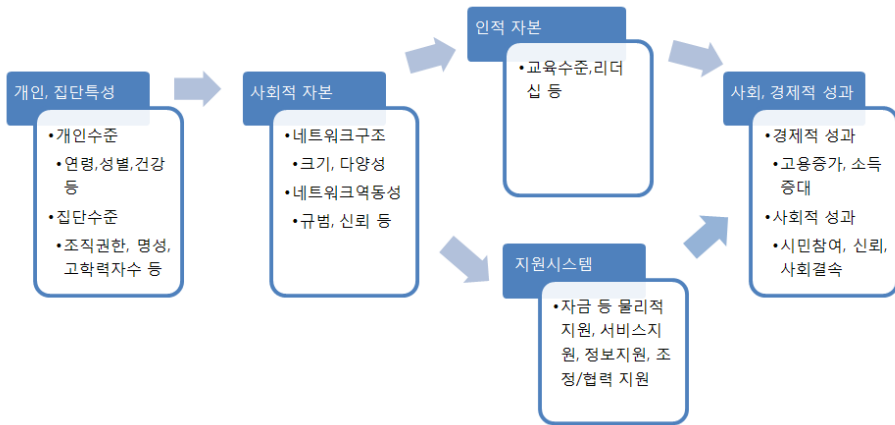 개인, 집단특성
•개인수준
•연령,성별,건강
등
•집단수준
•조직권한, 명성,
고학력자수 등
사회적 자본
•네트워크구조
•크기, 다양성
•네트워크역동성
•규범, 신뢰 등
인적 자본
•교육수준,리더
십 등
지원시스템
•자금 등 물리적
지원, 서비스지
원, 정보지원, 조
정/협력 지원
사회, 경제적 성과
•경제적 성과
•고용증가, 소득
증대
•사회적 성과
•시민참여, 신뢰,
사회결속